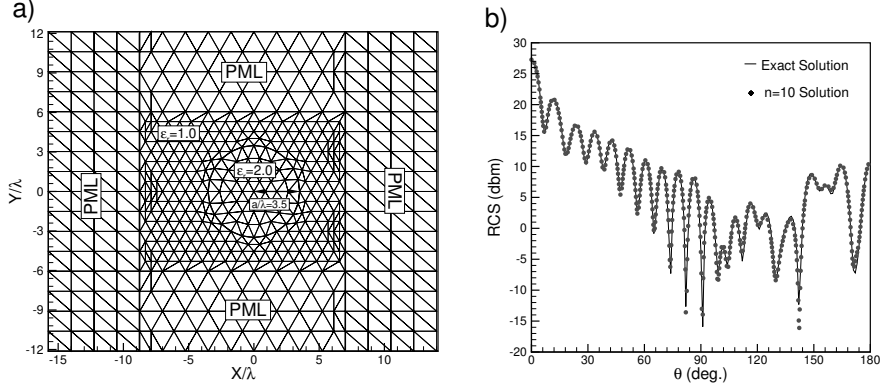 a)
12
9
6
3
0
-3
-6
-9
-12
Y/λ
PML
εr=1.0
εr=2.0
a/λ=3.5
PML
PML
PML
-15
-10
-5
0
5
10
X/λ
b)
30
25
20
15
10
5
0
-5
-10
-15
-20
RCS (dbm)
Exact Solution
n=10 Solution
0
30
60
90
120
150
180
θ (deg.)